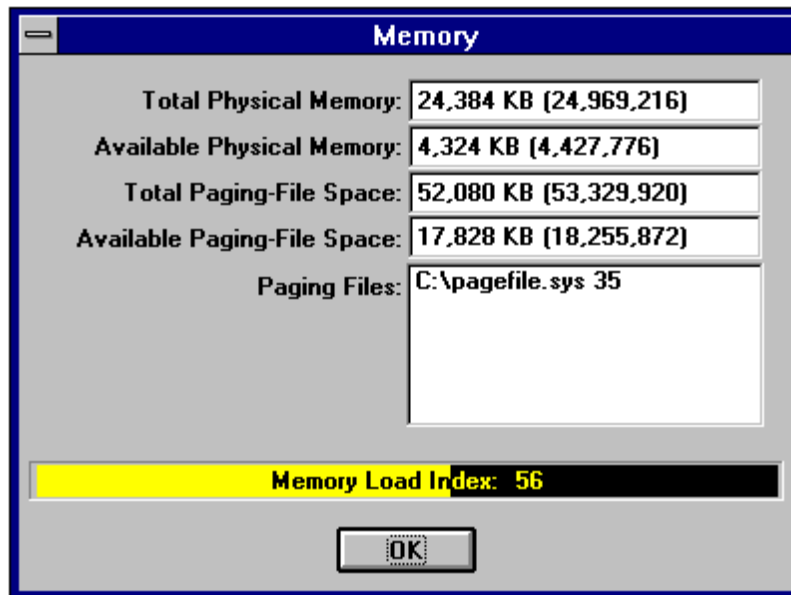 Memory
Total Physical Memory: 24,384 KB (24,969,216)
Available Physical Memory: 4,324 KB (4,427,776)
Total Paging-File Space: 52,080 KB (53,329,920)
Available Paging-File Space: 17,828 KB (18,255,872)
Paging Files: C:\pagefile.sys 35
Memory Load Index: 56
OK